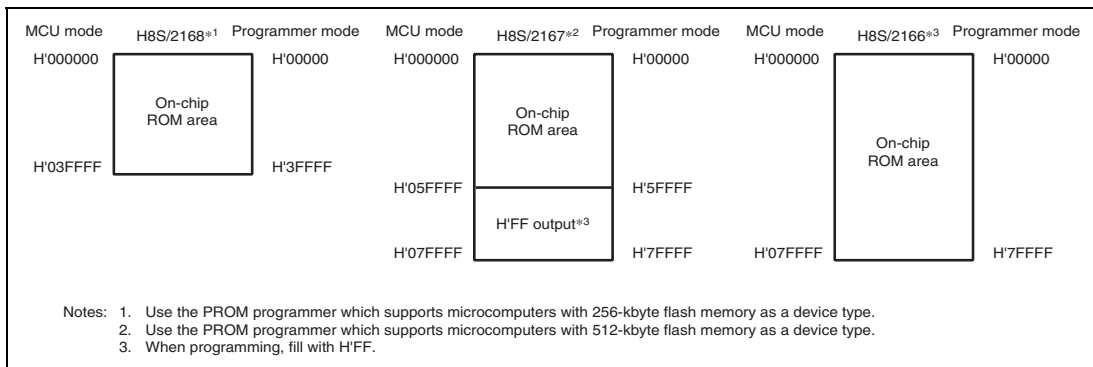 MCU mode H8S/2168*1 Programmer mode MCU mode H8S/2167*2 Programmer mode MCU mode H8S/2166*3 Programmer mode
H'000000 H'00000 H'000000 H'00000 H'000000 H'00000
On-chip
ROM area
H'03FFFF H'3FFFF
On-chip
ROM area
H'05FFFF H'5FFFF
H'FF output*3
H'07FFFF H'7FFFF
On-chip
ROM area
H'07FFFF H'7FFFF
Notes: 1. Use the PROM programmer which supports microcomputers with 256-kbyte flash memory as a device type.
2. Use the PROM programmer which supports microcomputers with 512-kbyte flash memory as a device type.
3. When programming, fill with H'FF.